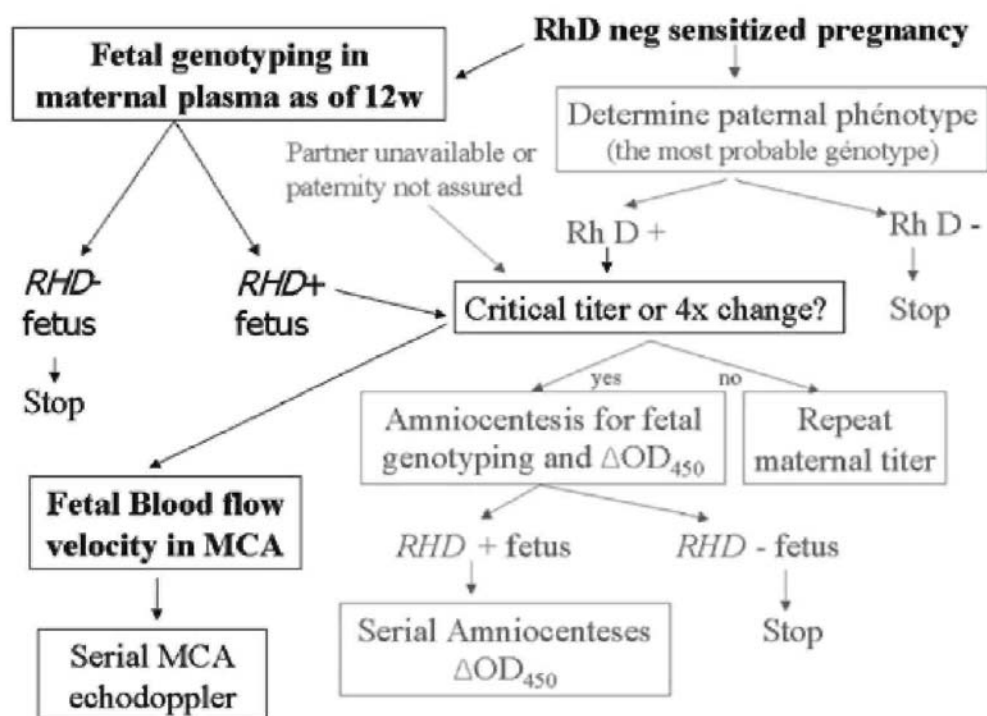 RhD neg sensitized pregnancy
Fetal genotyping in
maternal plasma as of 12w
Determine paternal phénotype
(the most probable génotype)
Partner unavailable or
paternity not assured
Rh D +
Rh D -
RHD-
fetus
RHD+
fetus
Critical titer or 4x change?
Stop
Stop
yes
no
Amniocentesis for fetal
genotyping and ΔOD450
Repeat
maternal titer
Fetal Blood flow
velocity in MCA
RHD + fetus
RHD - fetus
Serial MCA
echodoppler
Serial Amniocenteses
ΔOD450
Stop